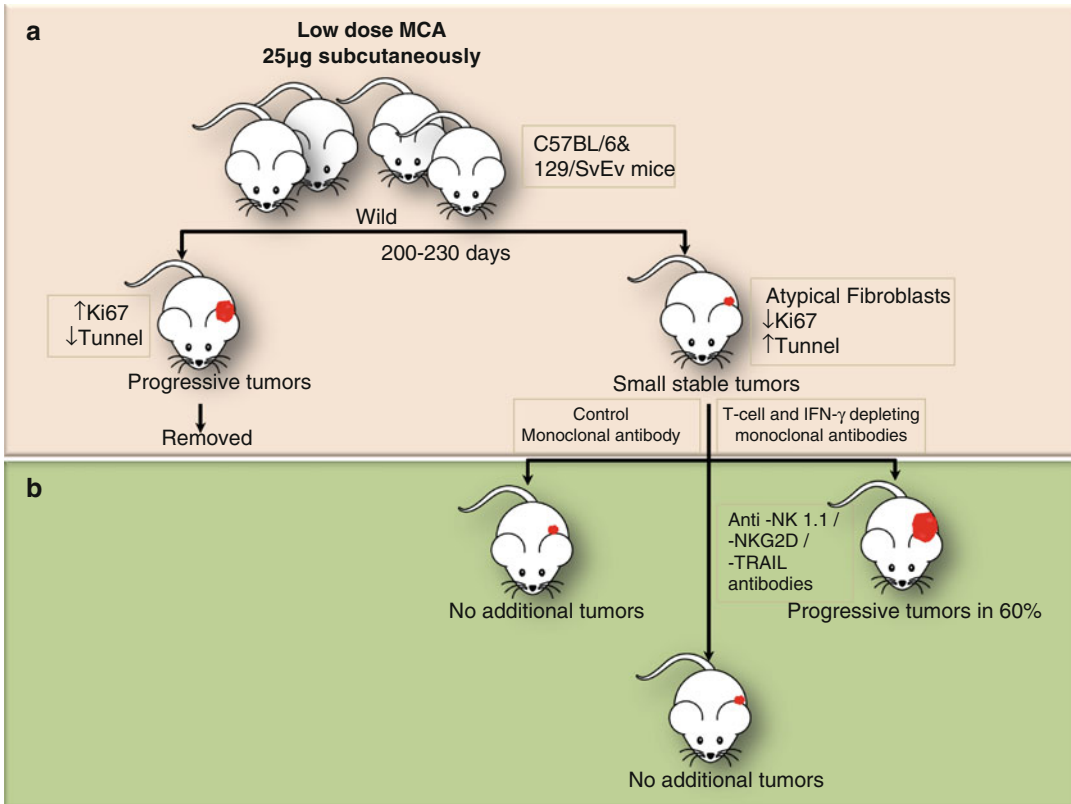 a
Low dose MCA
25µg subcutaneously
C57BL/6&
129/SvEv mice
Wild
200-230 days
↑Ki67
↓Tunnel
Atypical Fibroblasts
↓Ki67
↑Tunnel
Progressive tumors
Small stable tumors
Removed
Control
Monoclonal antibody
T-cell and IFN-γ depleting
monoclonal antibodies
b
Anti -NK 1.1 /
-NKG2D /
-TRAIL
antibodies
No additional tumors
Progressive tumors in 60%
No additional tumors